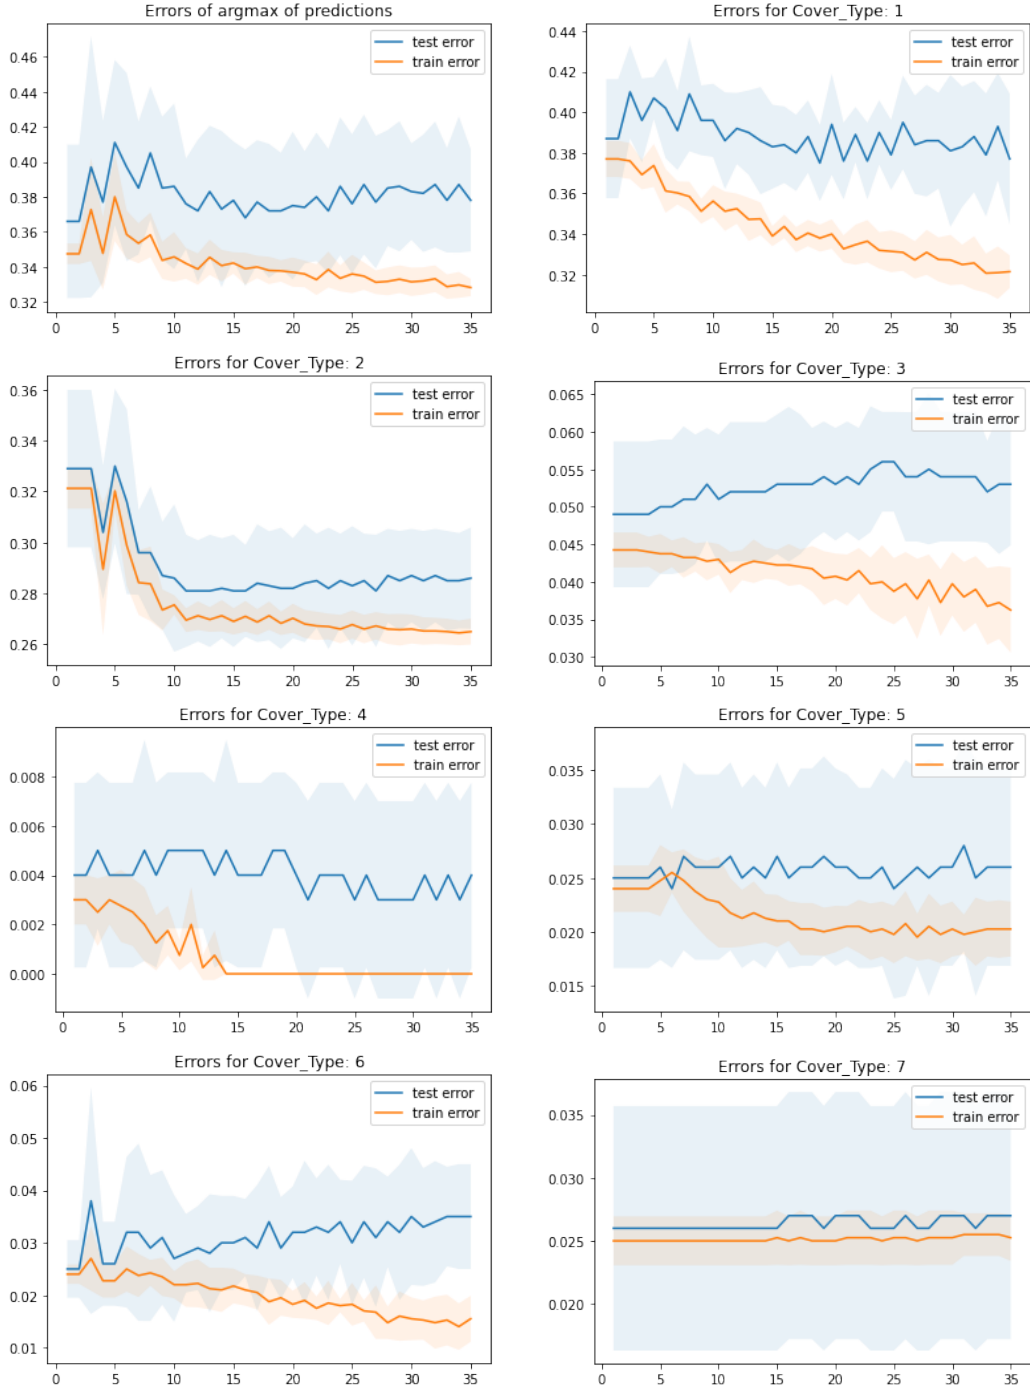 Errors of argmax of predictions
0.46
0.44
0.42
0.40
0.38
0.36
0.34
0.32
0 5 10 15 20 25 30 35
test error
train error
Errors for Cover_Type: 1
0.44
0.42
0.40
0.38
0.36
0.34
0.32
0 5 10 15 20 25 30 35
test error
train error
Errors for Cover_Type: 2
0.36
0.34
0.32
0.30
0.28
0.26
0 5 10 15 20 25 30 35
test error
train error
Errors for Cover_Type: 3
0.065
0.060
0.055
0.050
0.045
0.040
0.035
0.030
0 5 10 15 20 25 30 35
test error
train error
Errors for Cover_Type: 4
0.008
0.006
0.004
0.002
0.000
0 5 10 15 20 25 30 35
test error
train error
Errors for Cover_Type: 5
0.035
0.030
0.025
0.020
0.015
0 5 10 15 20 25 30 35
test error
train error
Errors for Cover_Type: 6
0.06
0.05
0.04
0.03
0.02
0.01
0 5 10 15 20 25 30 35
test error
train error
Errors for Cover_Type: 7
0.035
0.030
0.025
0.020
0 5 10 15 20 25 30 35
test error
train error